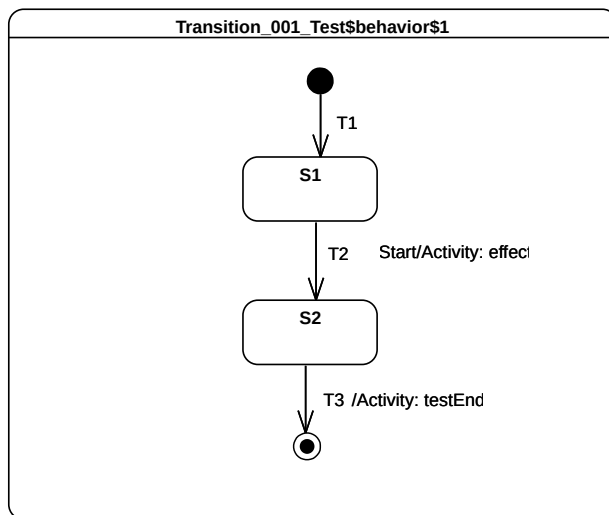 Transition_001_Test$behavior$1
T1
S1
T2 Start/Activity: effect
S2
T3 /Activity: testEnd